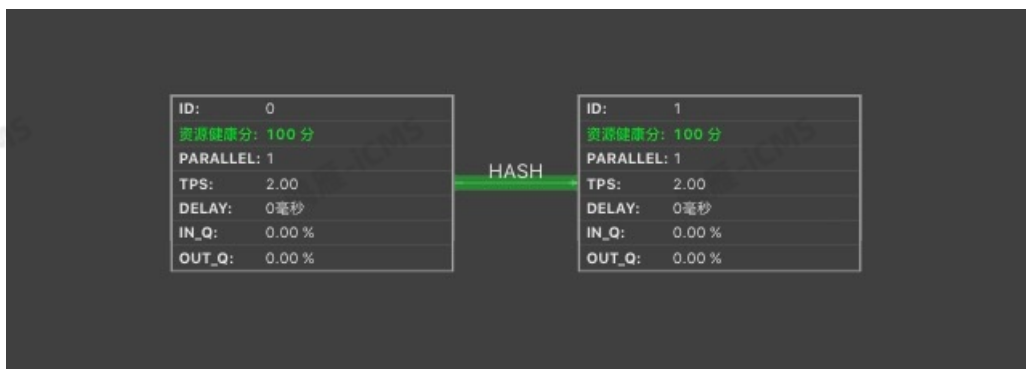 ID: 0
资源健康分: 100 分
PARALLEL: 1
TPS: 2.00
DELAY: 0毫秒
IN_Q: 0.00 %
OUT_Q: 0.00 %
HASH
ID: 1
资源健康分: 100 分
PARALLEL: 1
TPS: 2.00
DELAY: 0毫秒
IN_Q: 0.00 %
OUT_Q: 0.00 %